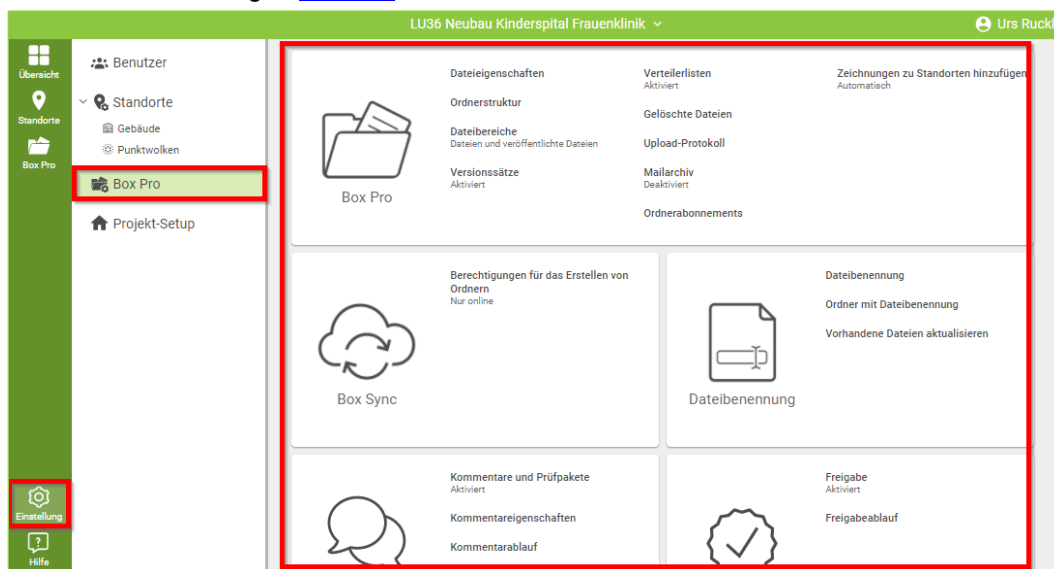 LU36 Neubau Kinderspital Frauenklinik
Urs Ruckl
Übersicht
Standorte
Box Pro
Einstellung
Hilfe
Benutzer
Standorte
Gebäude
Punktwolken
Box Pro
Projekt-Setup
Box Pro
Dateieigenschaften
Ordnerstruktur
Dateibereiche
Dateien und veröffentlichte Dateien
Versionssätze
Aktiviert
Verteilerlisten
Aktiviert
Gelöschte Dateien
Upload-Protokoll
Mailarchiv
Deaktiviert
Ordnerabonnements
Zeichnungen zu Standorten hinzufügen
Automatisch
Box Sync
Berechtigungen für das Erstellen von
Ordnern
Nur online
Dateibenennung
Dateibenennung
Ordner mit Dateibenennung
Vorhandene Dateien aktualisieren
Kommentare und Prüfpakete
Aktiviert
Kommentareigenschaften
Kommentarablauf
Freigabe
Aktiviert
Freigabeablauf